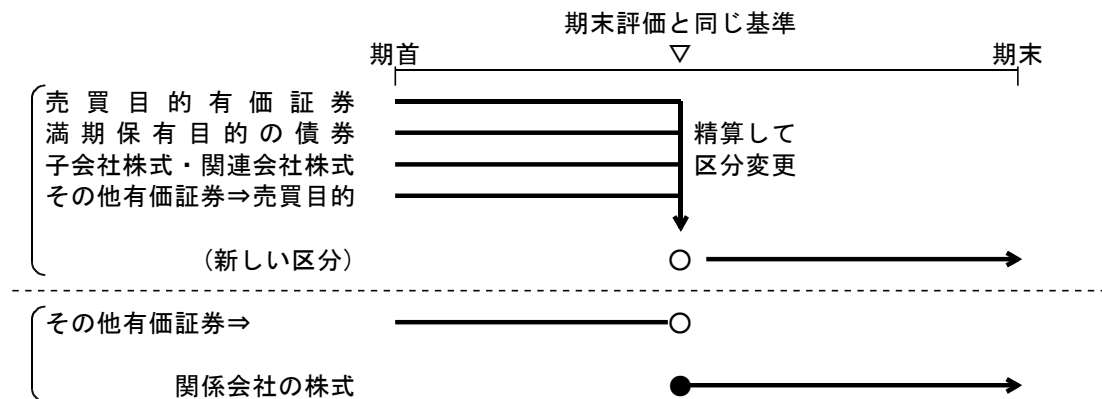 期末評価と同じ基準
期首 ▽ 期末
売買目的有価証券
満期保有目的の債券
子会社株式・関連会社株式
その他有価証券⇒売買目的
精算して
区分変更
（新しい区分）
その他有価証券⇒
関係会社の株式